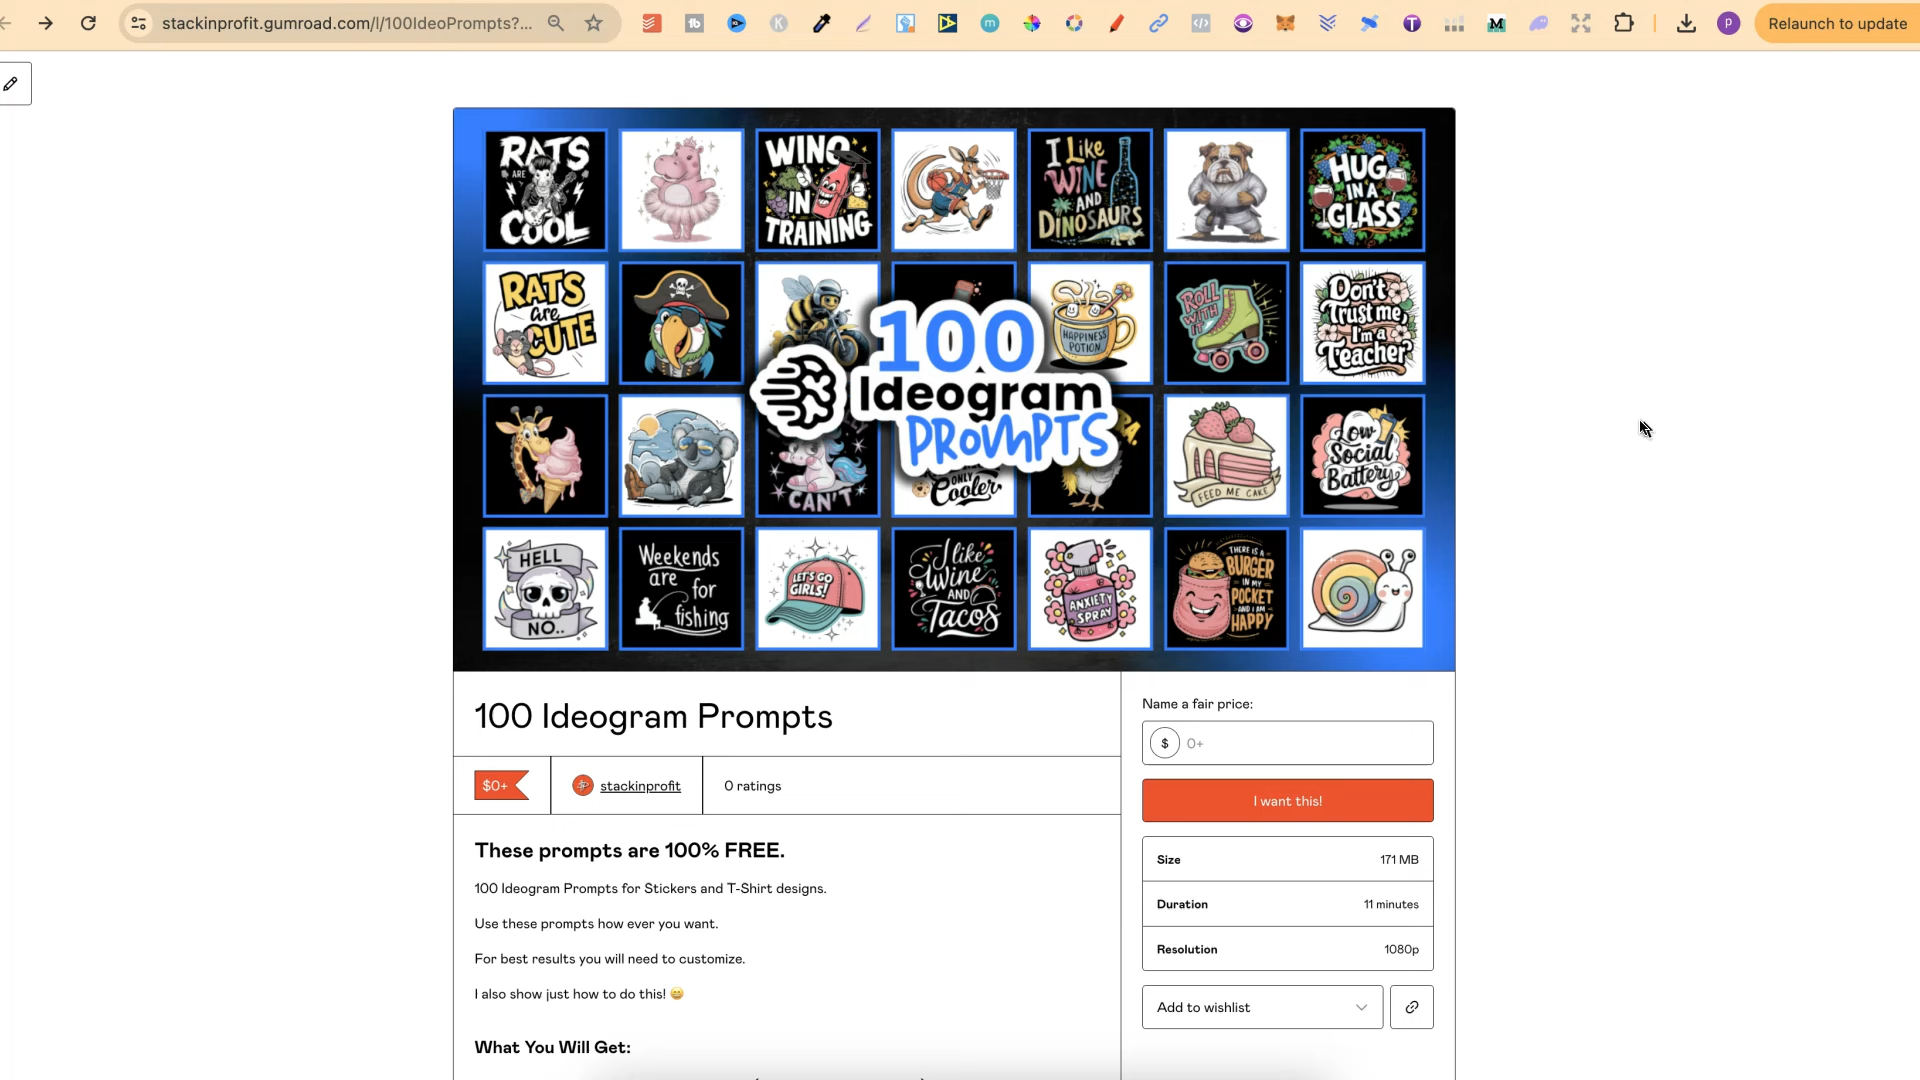 stackinprofit.gumroad.com/l/100IdeoPrompts?...
Relaunch to update
RATS
ARE
COOL
WINO
IN
TRAINING
I Like
WINE
AND
DINOSAURS
HUG
IN A
GLASS
RATS
are
CUTE
HAPPINESS
POTION
ROLL
WITH
IT
Don't
Trust me,
I'm a
Teacher
100
Ideogram
PROMPTS
CAN'T
ONLY
Cooler
FEED ME CAKE
Low
Social
Battery
HELL
NO..
Weekends
are
for
fishing
LET'S GO
GIRLS!
I like
Wine
AND
Tacos
ANXIETY
SPRAY
THERE IS A
BURGER
IN MY
POCKET
AND I AM
HAPPY
100 Ideogram Prompts
$0+
stackinprofit
0 ratings
These prompts are 100% FREE.
100 Ideogram Prompts for Stickers and T-Shirt designs.
Use these prompts how ever you want.
For best results you will need to customize.
I also show just how to do this! 😄
What You Will Get:
Name a fair price:
$ 0+
I want this!
Size 171 MB
Duration 11 minutes
Resolution 1080p
Add to wishlist